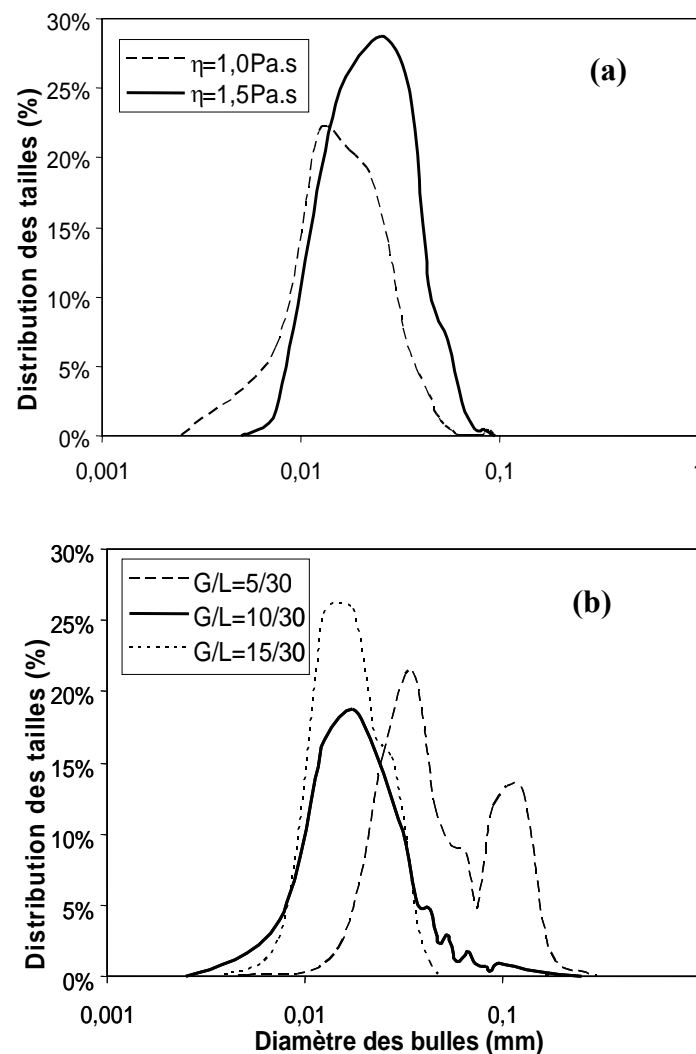 30%
25%
20%
15%
10%
5%
0%
Distribution des tailles (%)
η=1,0Pa.s
η=1,5Pa.s
(a)
0,001
0,01
0,1
1
30%
25%
20%
15%
10%
5%
0%
Distribution des tailles (%)
G/L=5/30
G/L=10/30
G/L=15/30
(b)
0,001
0,01
0,1
Diamètre des bulles (mm)